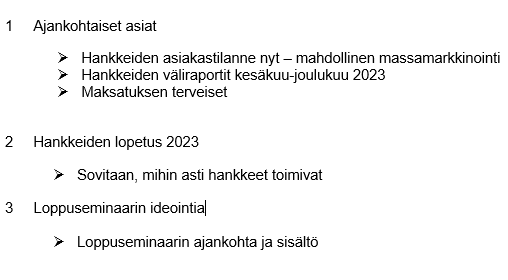 1 Ajankohtaiset asiat
➢ Hankkeiden asiakastilanne nyt – mahdollinen massamarkkinointi
➢ Hankkeiden väliraportit kesäkuu-joulukuu 2023
➢ Maksatuksen terveiset
2 Hankkeiden lopetus 2023
➢ Sovitaan, mihin asti hankkeet toimivat
3 Loppuseminaarin ideointia
➢ Loppuseminaarin ajankohta ja sisältö